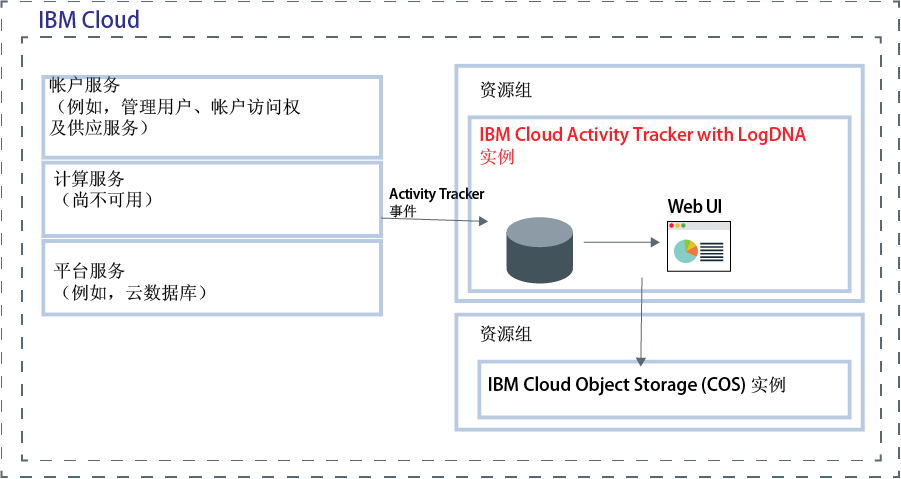 IBM Cloud
帐户服务
（例如，管理用户、帐户访问权
及供应服务）
计算服务
（尚不可用）
平台服务
（例如，云数据库）
Activity Tracker
事件
资源组
IBM Cloud Activity Tracker with LogDNA
实例
Web UI
资源组
IBM Cloud Object Storage (COS) 实例